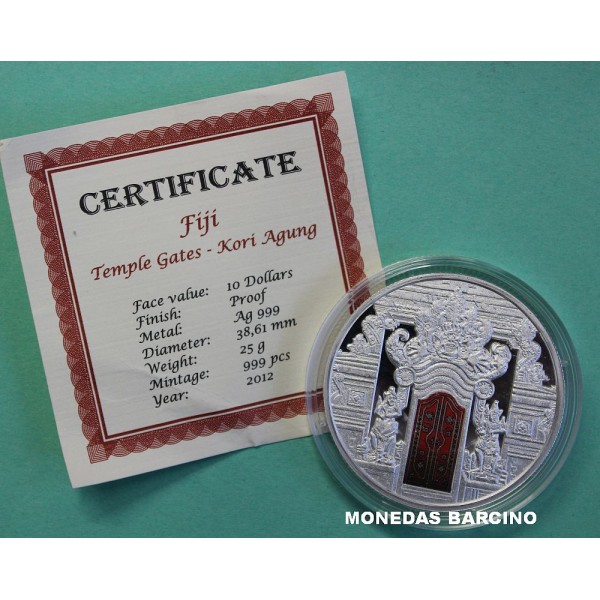 CERTIFICATE
Fiji
Temple Gates - Kori Agung
Face value: 10 Dollars
Finish: Proof
Metal: Ag 999
Diameter: 38,61 mm
Weight: 25 g
Mintage: 999 pcs
Year: 2012
MONEDAS BARCINO